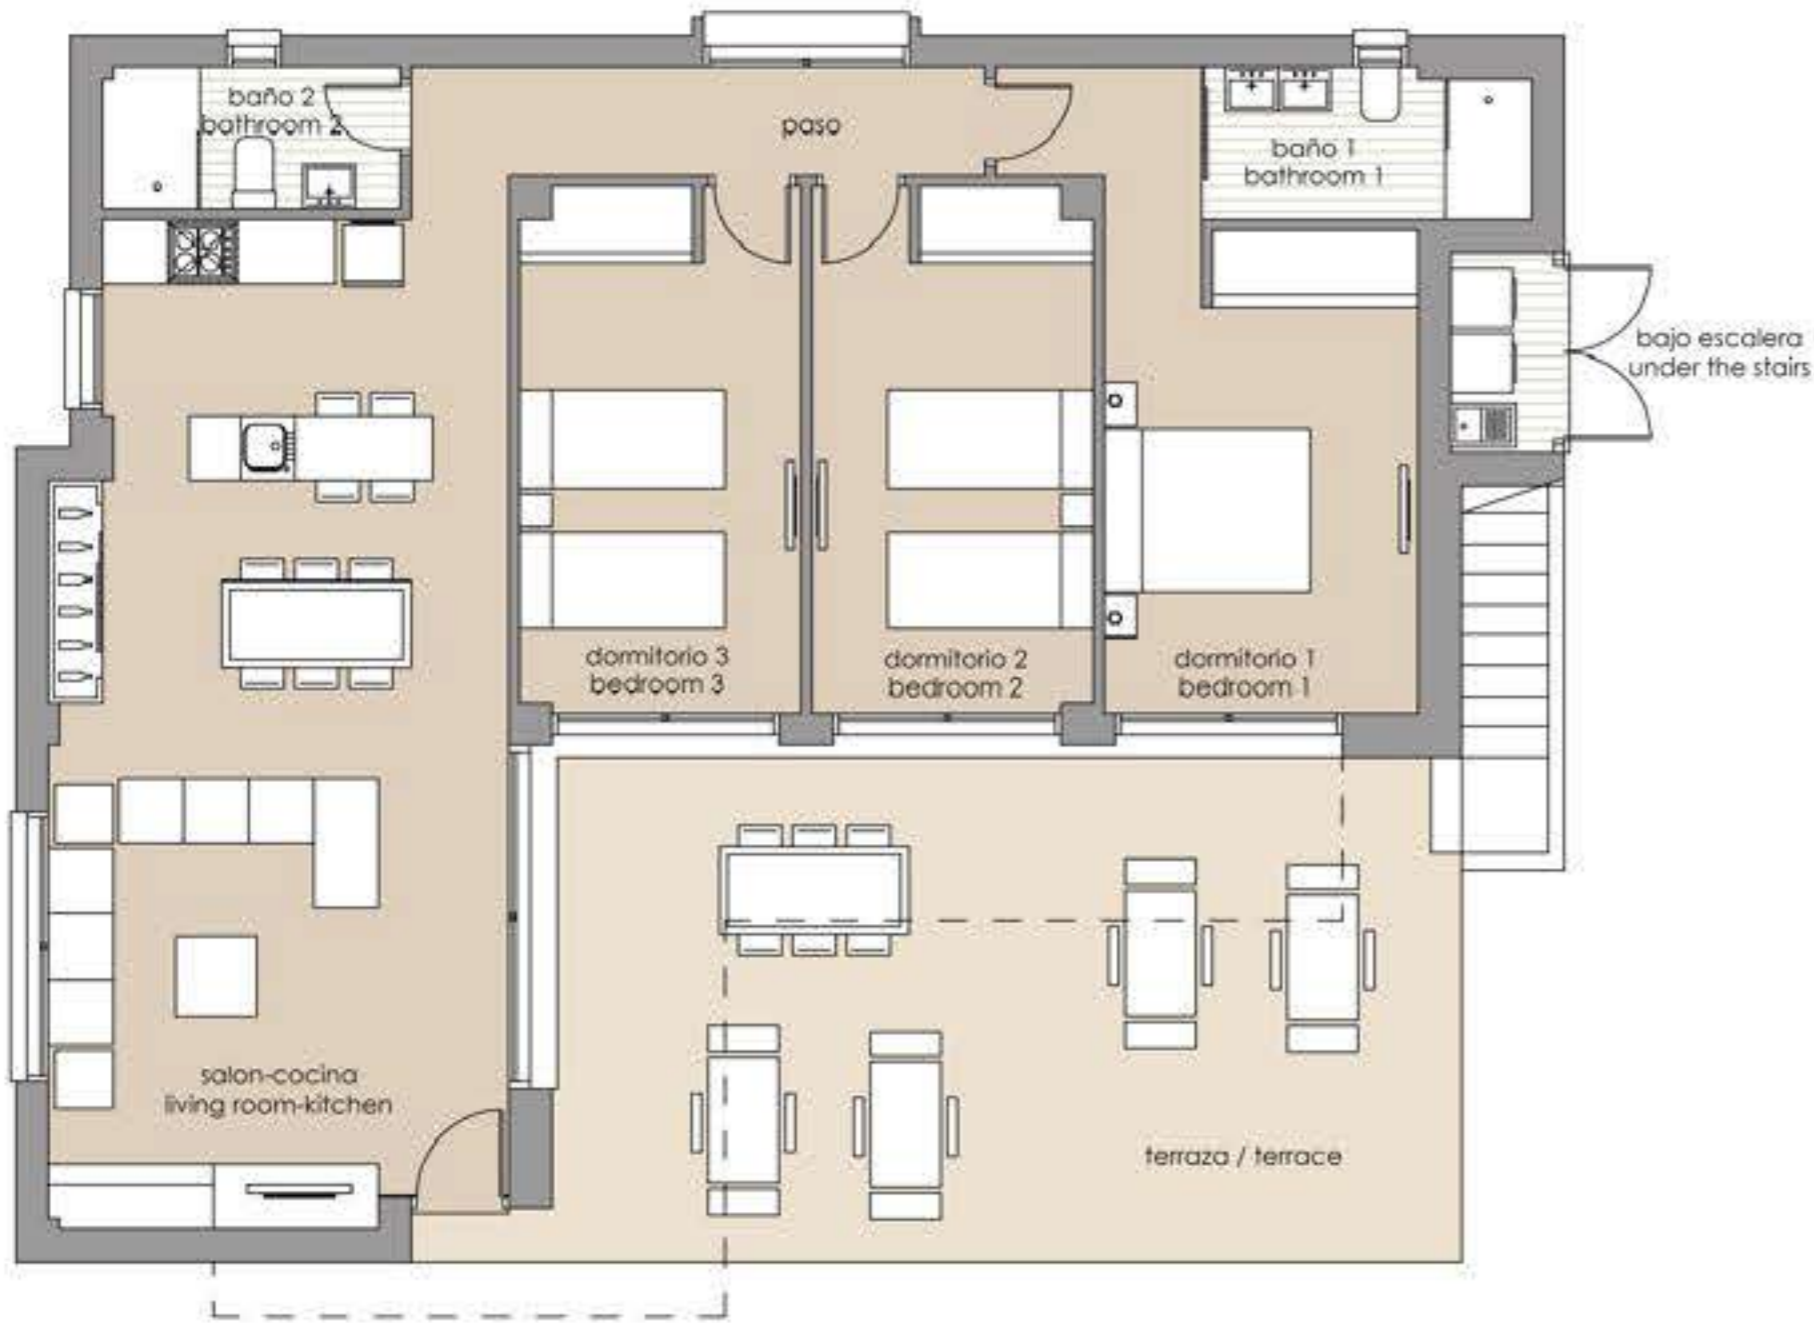 baño 2
bathroom 2
paso
baño 1
bathroom 1
bajo escalera
under the stairs
dormitorio 3
bedroom 3
dormitorio 2
bedroom 2
dormitorio 1
bedroom 1
salon-cocina
living room-kitchen
terraza / terrace